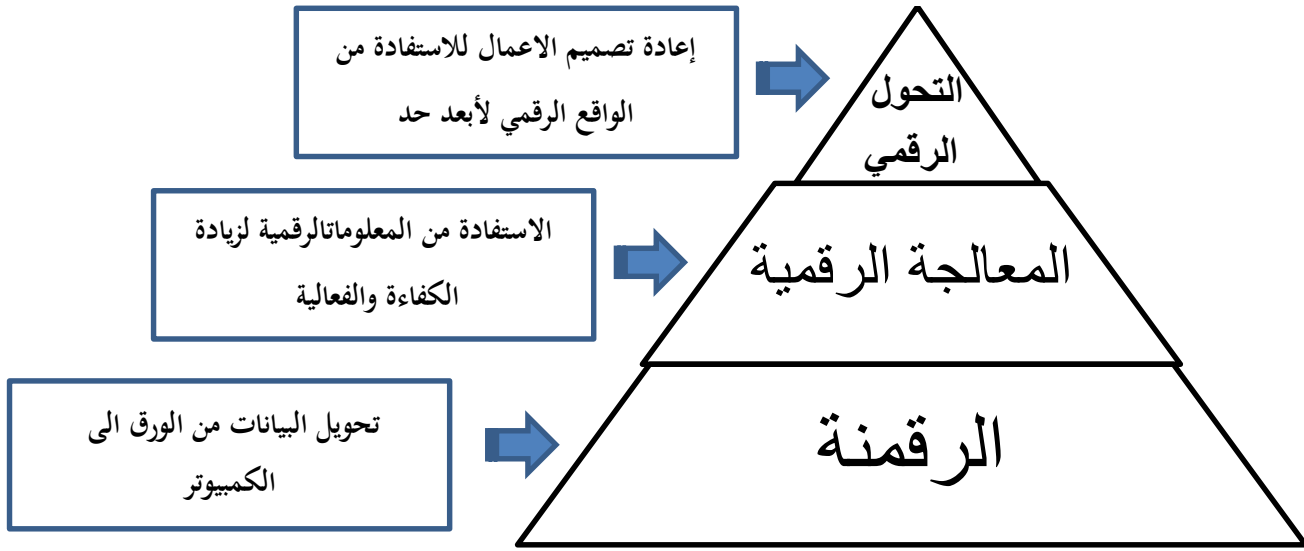 إعادة تصميم الاعمال للاستفادة من
الواقع الرقمي لأبعد حد
التحول
الرقمي
الاستفادة من المعلوماتالرقمية لزيادة
الكفاءة والفعالية
المعالجة الرقمية
تحويل البيانات من الورق الى
الكمبيوتر
الرقمنة